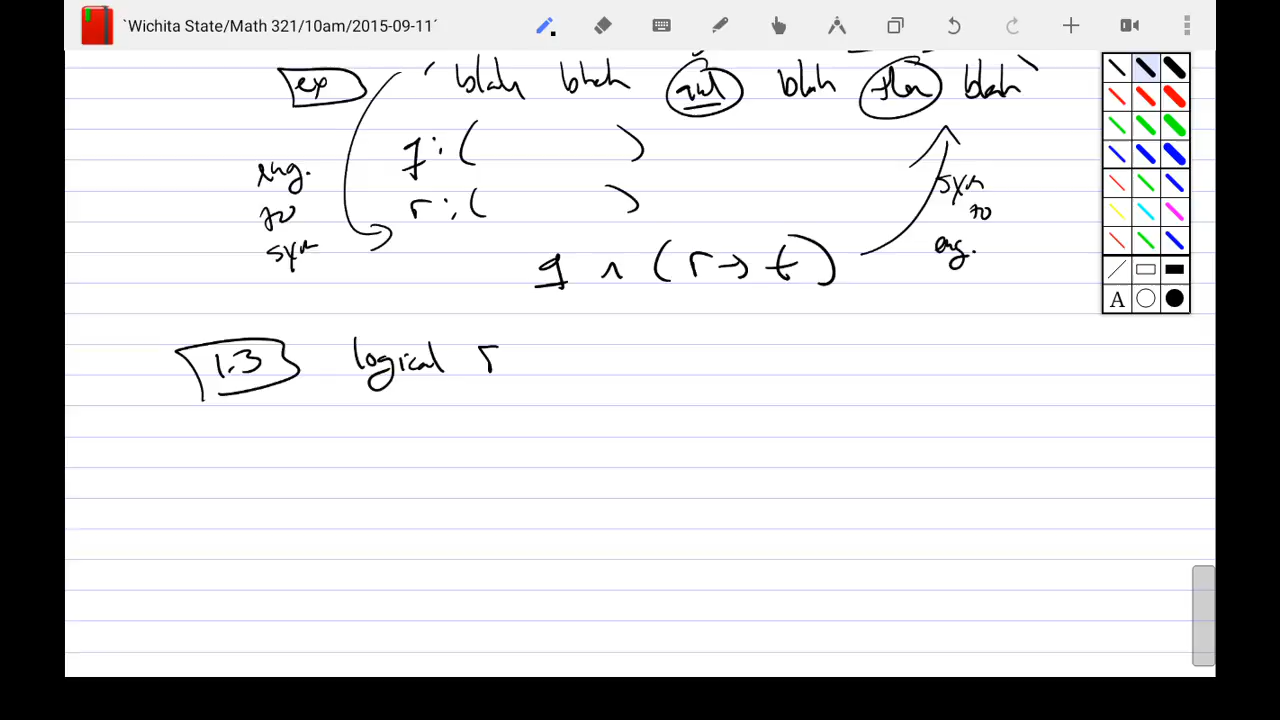 `Wichita State/Math 321/10am/2015-09-11´
ex ` blah blah and blah then blah `
q : ( )
r : ( )
eng. to sym
q ∧ ( r → t )
sym to eng.
1.3 logical r
A